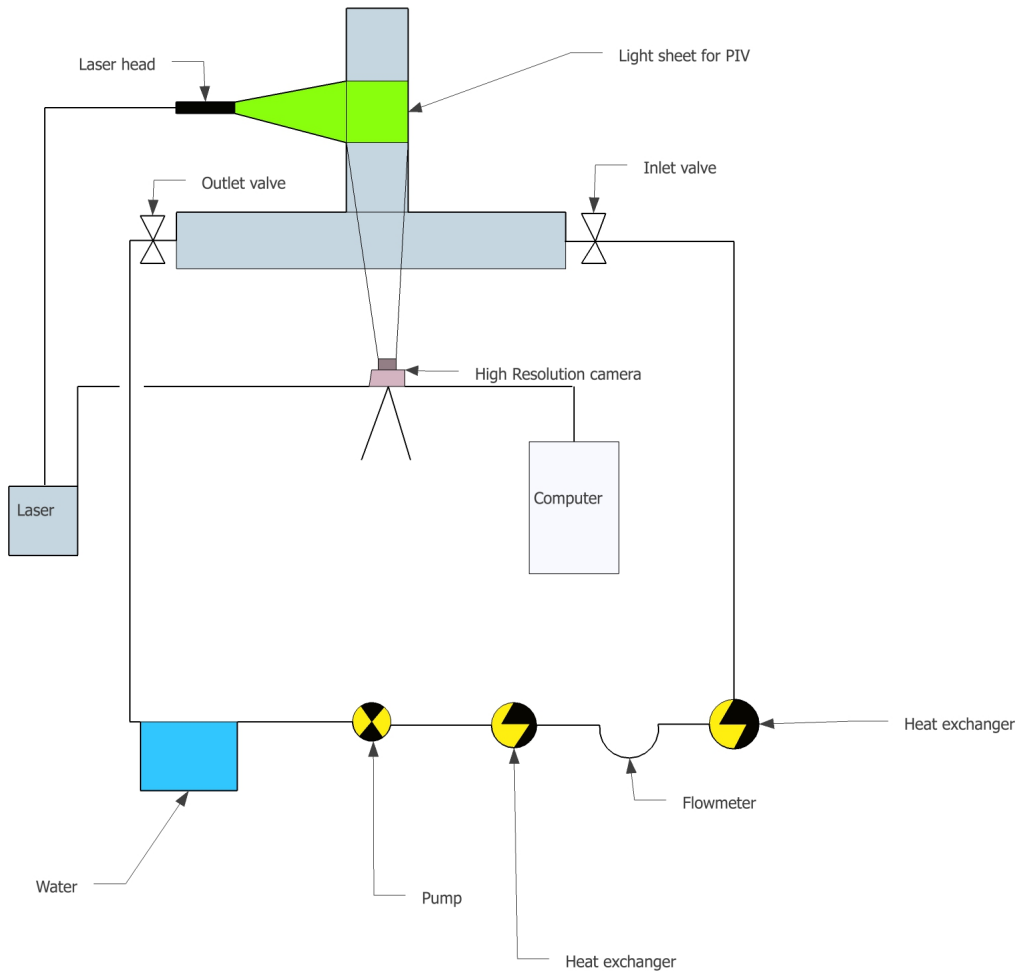 Light sheet for PIV
Laser head
Inlet valve
Outlet valve
High Resolution camera
Computer
Laser
Heat exchanger
Flowmeter
Water
Pump
Heat exchanger